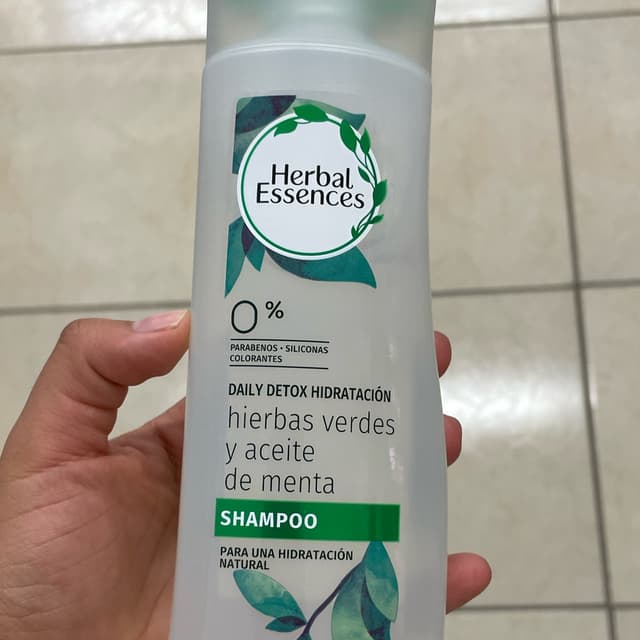 Herbal
Essences
0%
PARABENOS • SILICONAS
COLORANTES
DAILY DETOX HIDRATACIÓN
hierbas verdes
y aceite
de menta
SHAMPOO
PARA UNA HIDRATACIÓN
NATURAL